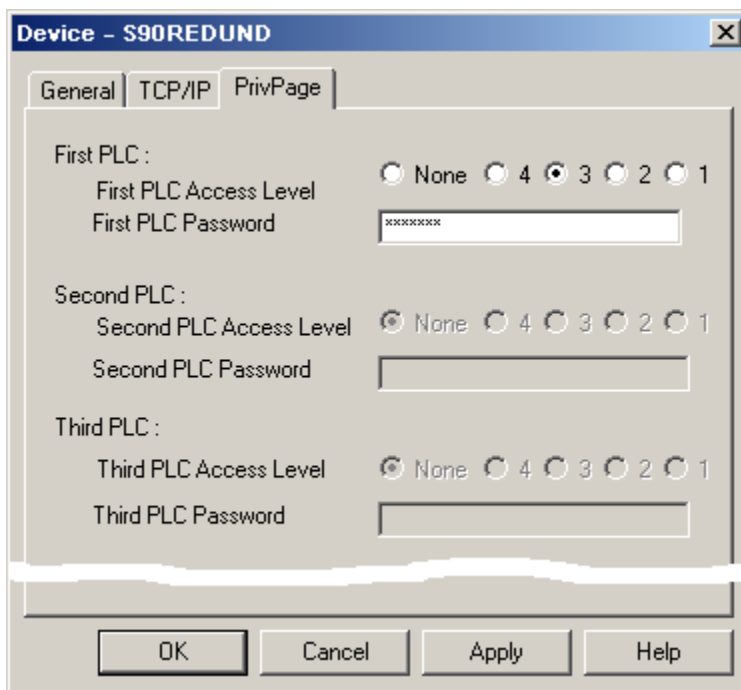 Device – S90REDUND
General TCP/IP PrivPage
First PLC :
None 4 3 2 1
First PLC Access Level
First PLC Password xxxxxxx
Second PLC :
Second PLC Access Level None 4 3 2 1
Second PLC Password
Third PLC :
Third PLC Access Level None 4 3 2 1
Third PLC Password
OK Cancel Apply Help